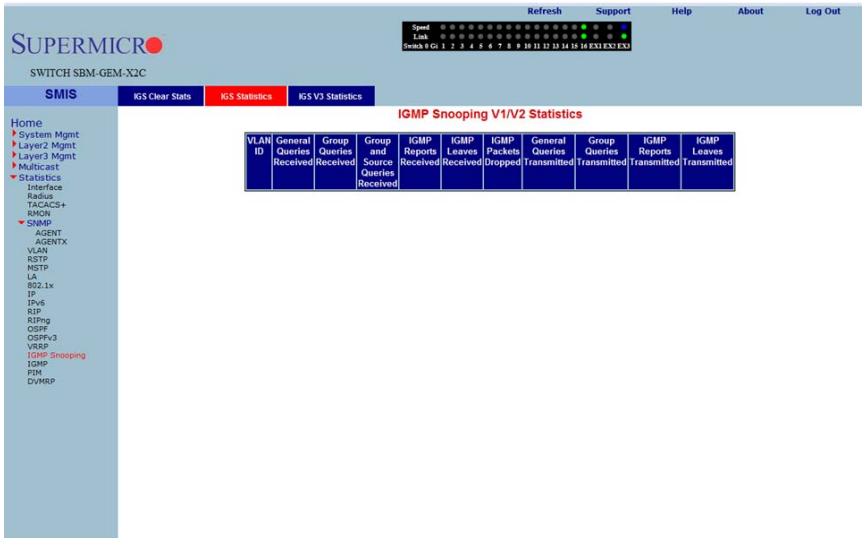 Refresh Support Help About Log Out
Speed
Link
Switch 0 Gi 1 2 3 4 5 6 7 8 9 10 11 12 13 14 15 16 EX1 EX2 EX3
SUPERMICRO
SWITCH SBM-GEM-X2C
SMIS
IGS Clear Stats IGS Statistics IGS V3 Statistics
Home
System Mgmt
Layer2 Mgmt
Layer3 Mgmt
Multicast
Statistics
Interface
Radius
TACACS+
RMON
SNMP
AGENT
AGENTX
VLAN
RSTP
MSTP
LA
802.1x
IP
IPv6
RIP
RIPng
OSPF
OSPFv3
VRRP
IGMP Snooping
IGMP
PIM
DVMRP
IGMP Snooping V1/V2 Statistics
VLAN General Group Group IGMP IGMP IGMP General Group IGMP IGMP
ID Queries Queries and Reports Leaves Packets Queries Queries Reports Leaves
Received Received Source Received Received Dropped Transmitted Transmitted Transmitted Transmitted
Queries
Received